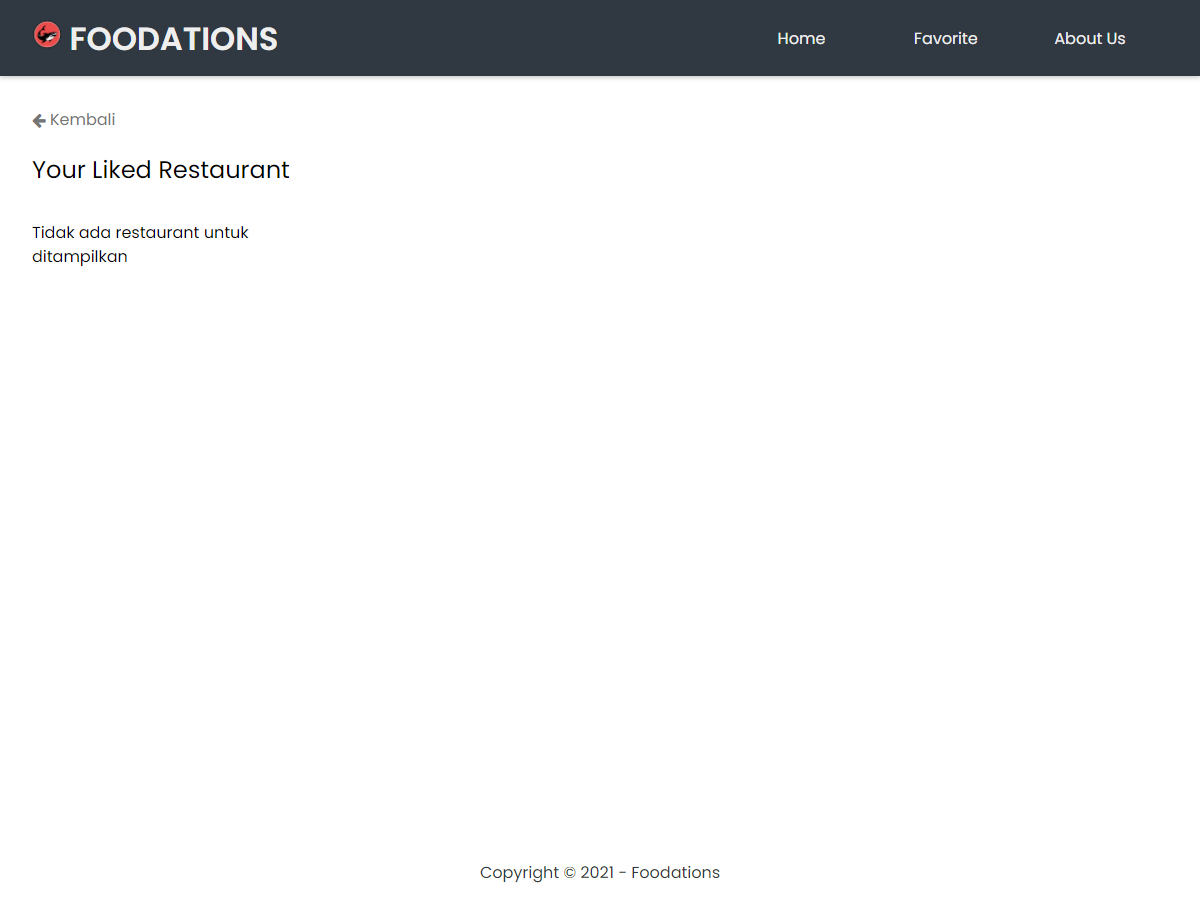 FOODATIONS
Home
Favorite
About Us
Kembali
Your Liked Restaurant
Tidak ada restaurant untuk
ditampilkan
Copyright © 2021 - Foodations